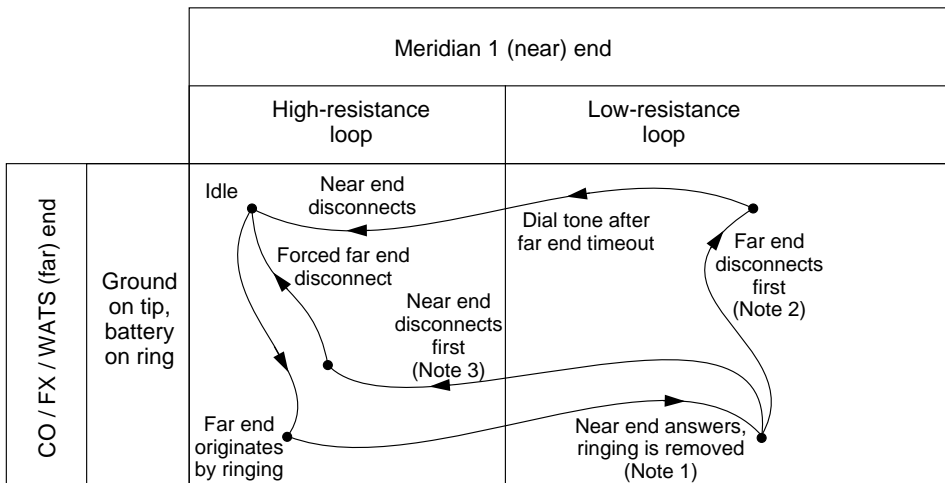 Meridian 1 (near) end
High-resistance
loop
Low-resistance
loop
CO / FX / WATS (far) end
Ground
on tip,
battery
on ring
Idle
Near end
disconnects
Dial tone after
far end timeout
Forced far end
disconnect
Far end
disconnects
first
(Note 2)
Near end
disconnects
first
(Note 3)
Far end
originates
by ringing
Near end answers,
ringing is removed
(Note 1)